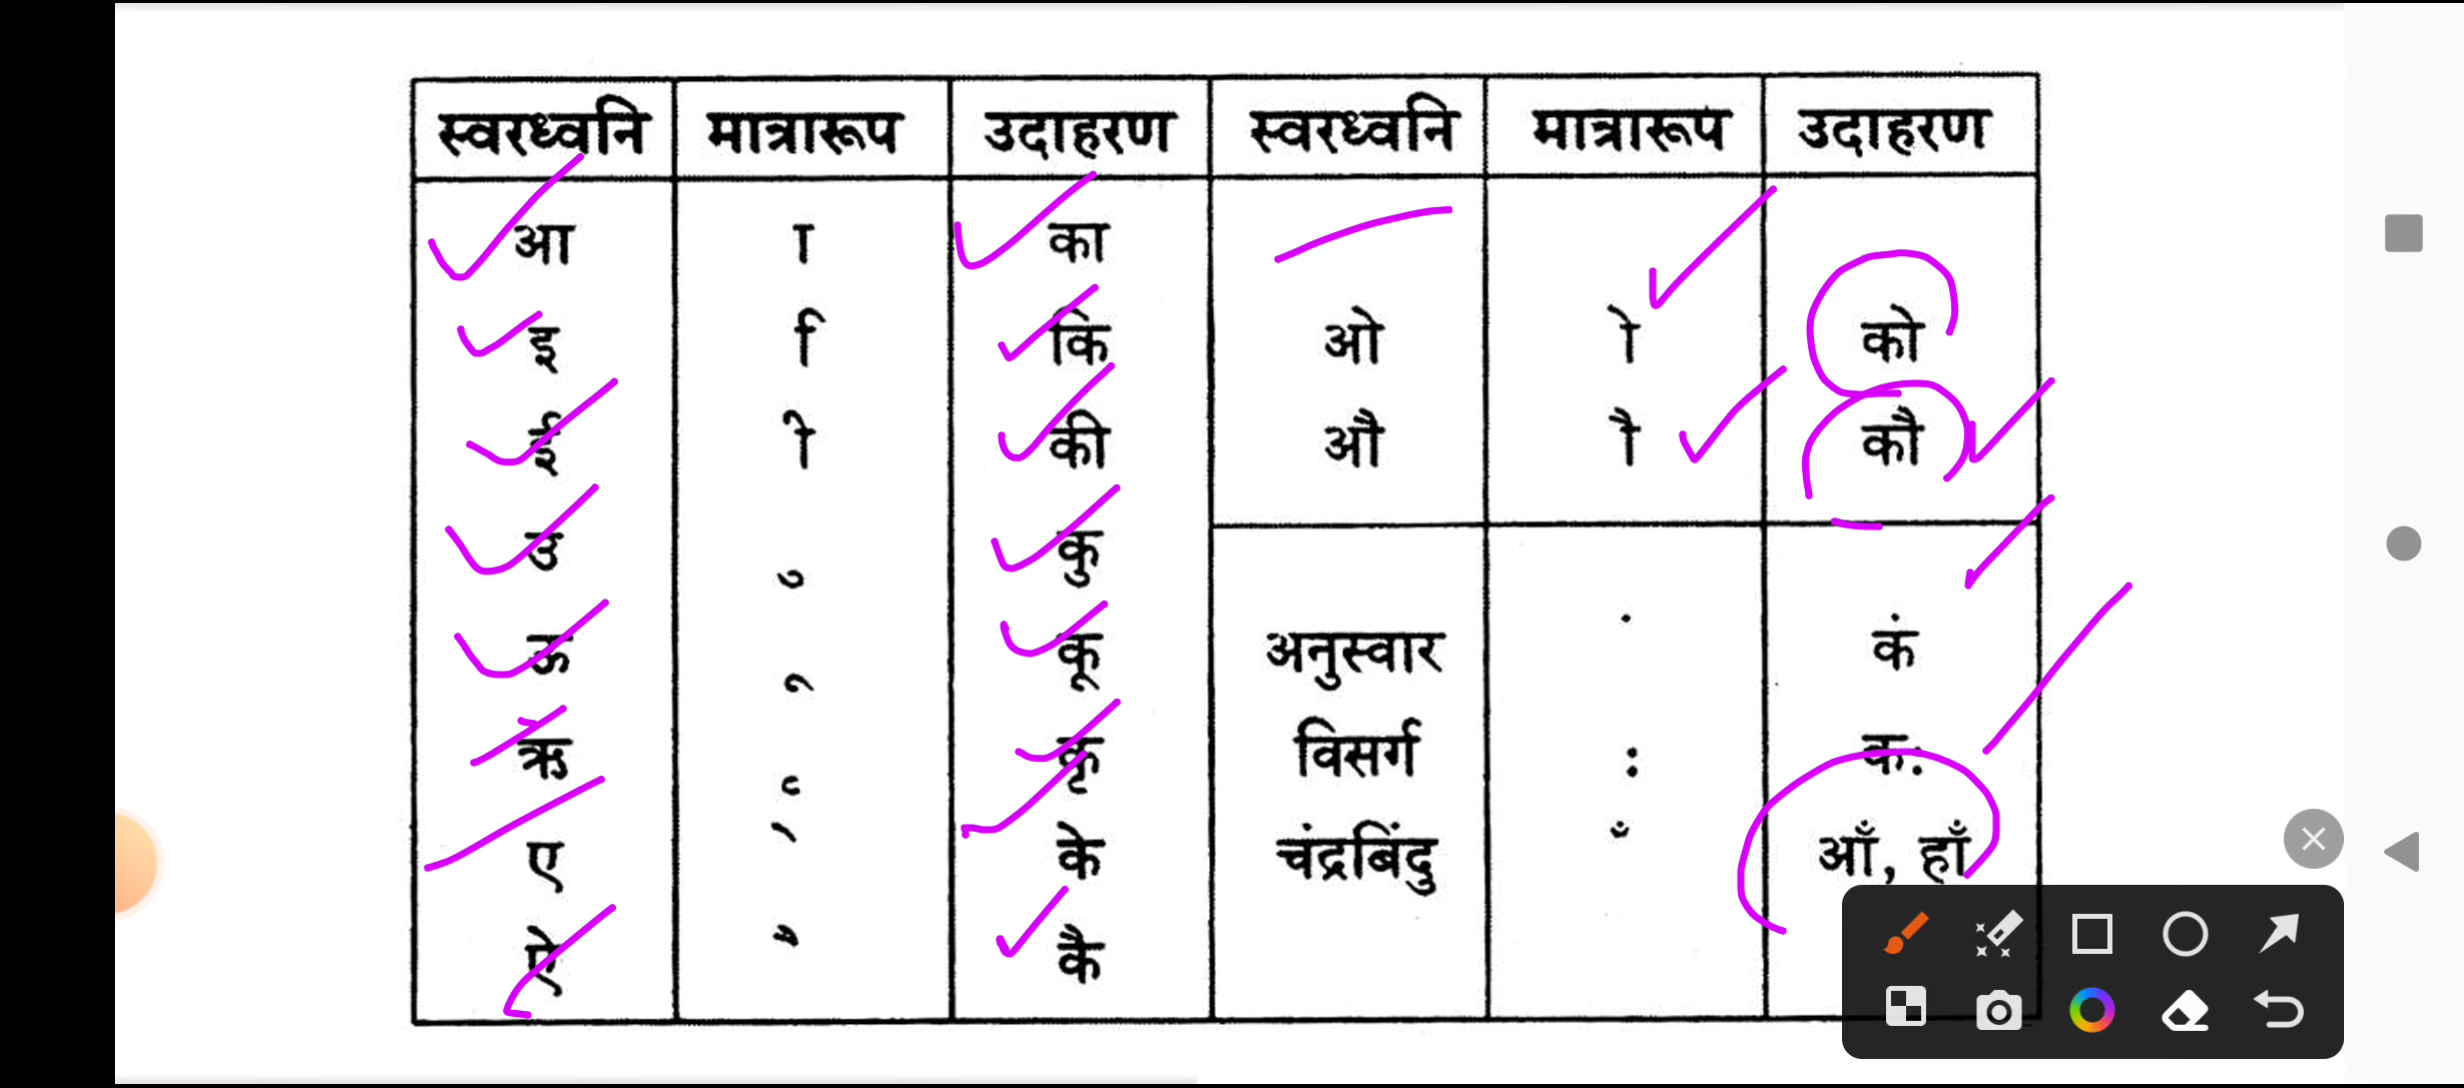 स्वरध्वनि मात्रारूप उदाहरण स्वरध्वनि मात्रारूप उदाहरण
आ ा का
इ ि कि ओ ो को
ई ी की औ ौ कौ
उ ु कु
ऊ ू कू अनुस्वार ं कं
ऋ ृ कृ विसर्ग ः कः
ए े के चंद्रबिंदु ँ आँ, हाँ
ऐ ै कै